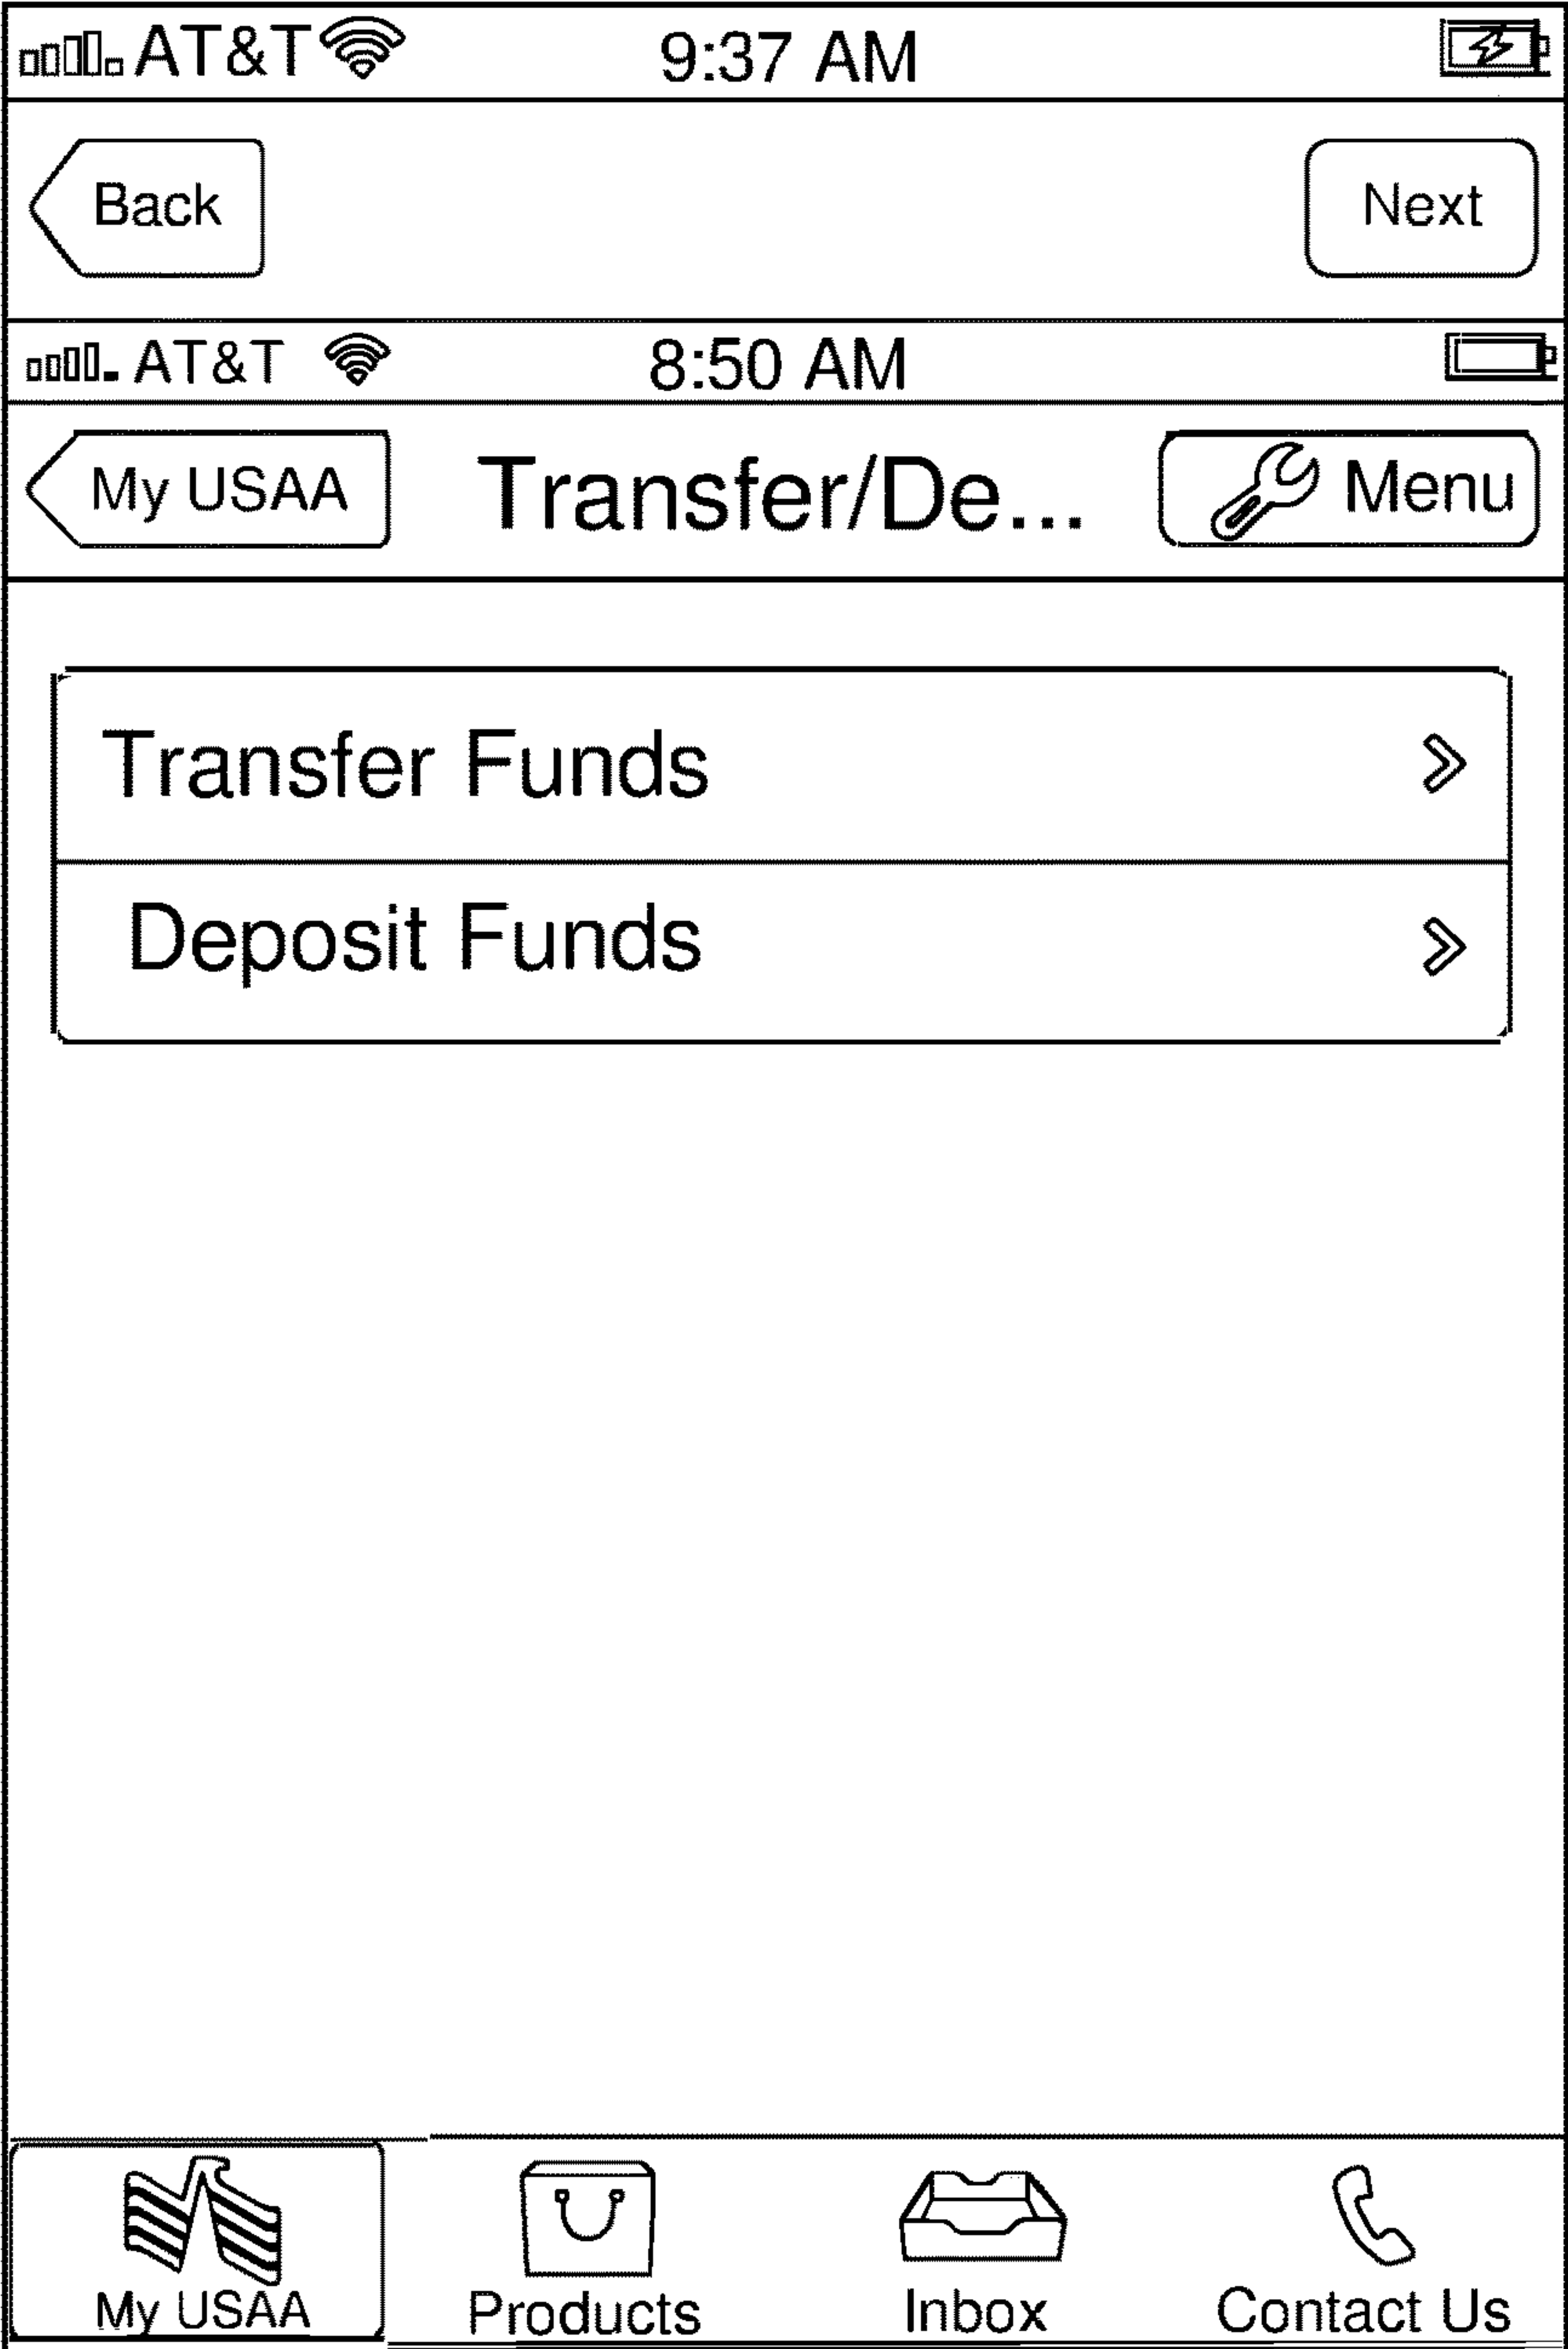 AT&T 9:37 AM
Back Next
AT&T 8:50 AM
My USAA Transfer/De... Menu
Transfer Funds
Deposit Funds
My USAA Products Inbox Contact Us